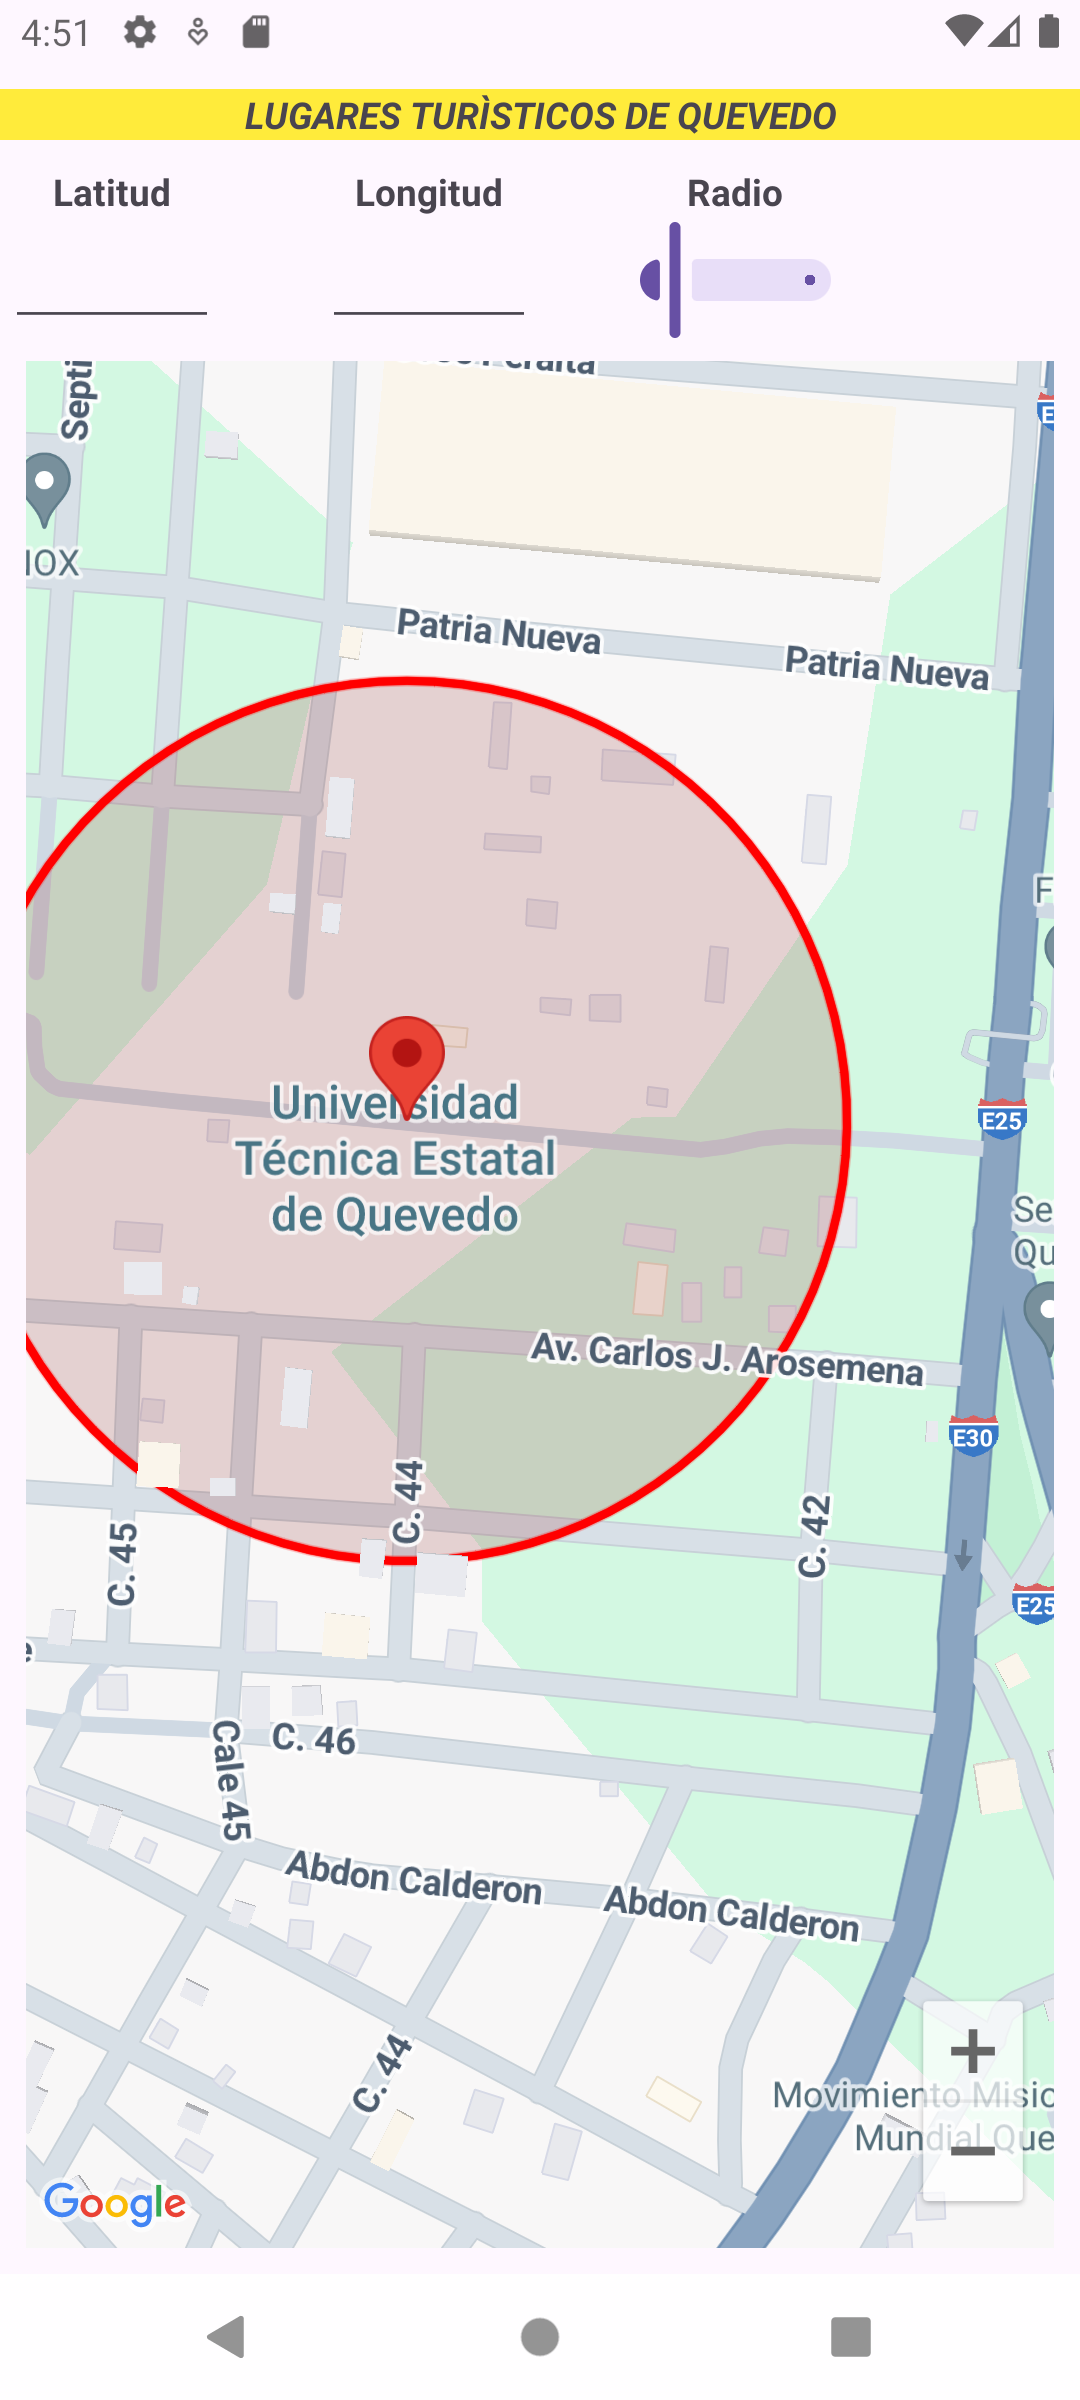 4:51
LUGARES TURÌSTICOS DE QUEVEDO
Latitud
Longitud
Radio
Septi
E
IOX
Patria Nueva
Patria Nueva
F
Universidad
Técnica Estatal
de Quevedo
E25
Se
Qu
Av. Carlos J. Arosemena
E30
C. 44
C. 42
C. 45
E25
e
C. 46
Cale 45
Abdon Calderon
Abdon Calderon
C. 44
Movimiento Misic
Mundial Que
Google